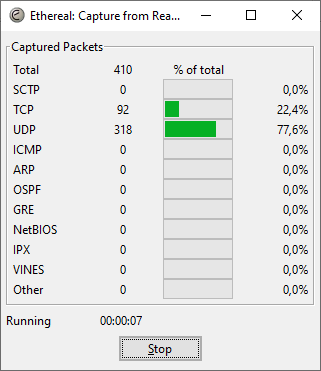 Ethereal: Capture from Rea...
Captured Packets
Total 410 % of total
SCTP 0 0,0%
TCP 92 22,4%
UDP 318 77,6%
ICMP 0 0,0%
ARP 0 0,0%
OSPF 0 0,0%
GRE 0 0,0%
NetBIOS 0 0,0%
IPX 0 0,0%
VINES 0 0,0%
Other 0 0,0%
Running 00:00:07
Stop